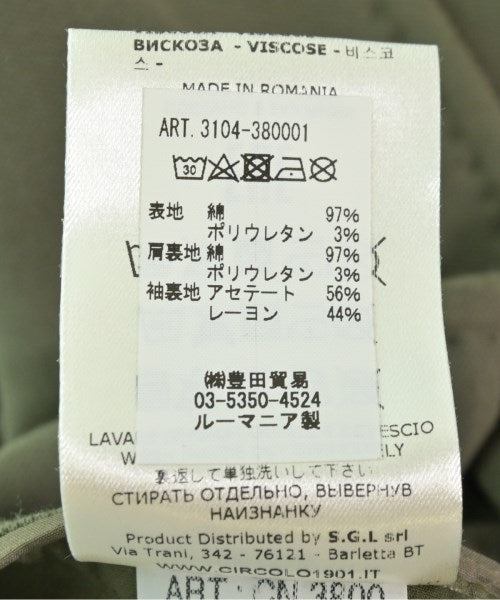 ВИСКОЗА - VISCOSE - 비스코
스 -
MADE IN ROMANIA
ART. 3104-380001
30
表地 綿 97%
ポリウレタン 3%
肩裏地 綿 97%
ポリウレタン 3%
袖裏地 アセテート 56%
レーヨン 44%
㈱豊田貿易
03-5350-4524
ルーマニア製
LAVA ESCIO
W ELY
裏返して単独洗いして下さい
СТИРАТЬ ОТДЕЛЬНО, ВЫВЕРНУВ
НАИЗНАНКУ
Product Distributed by S.G.L srl
Via Trani, 342 - 76121 - Barletta BT
WWW.CIRCOLO1901.IT
ART: CN 3800